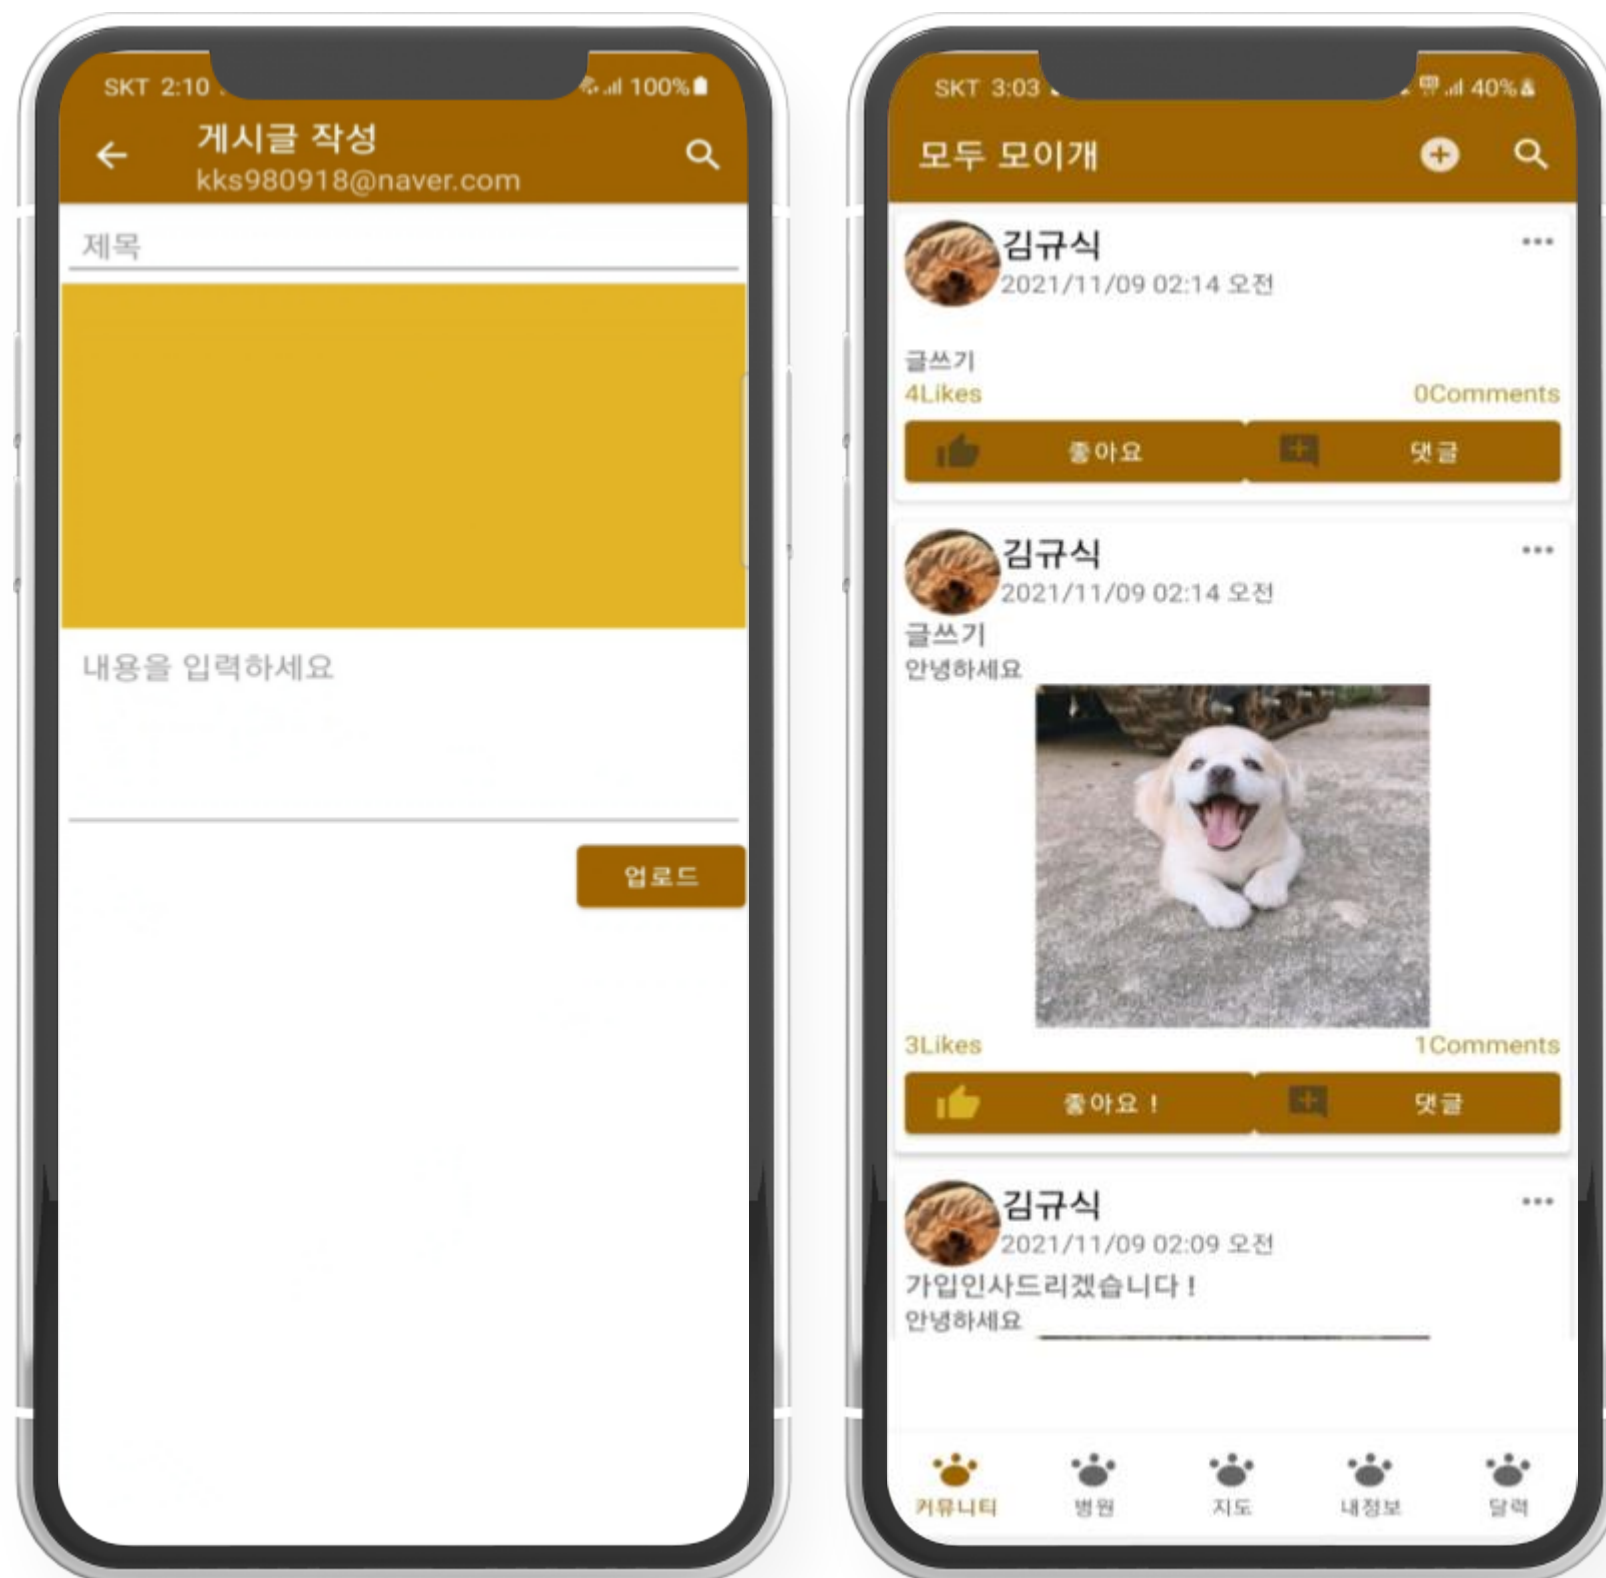 SKT 2:10
100%
게시글 작성
kks980918@naver.com
제목
내용을 입력하세요
업로드
SKT 3:03
40%
모두 모이개
김규식
2021/11/09 02:14 오전
글쓰기
4Likes 0Comments
좋아요 댓글
김규식
2021/11/09 02:14 오전
글쓰기
안녕하세요
3Likes 1Comments
좋아요 ! 댓글
김규식
2021/11/09 02:09 오전
가입인사드리겠습니다 !
안녕하세요
커뮤니티 병원 지도 내정보 달력